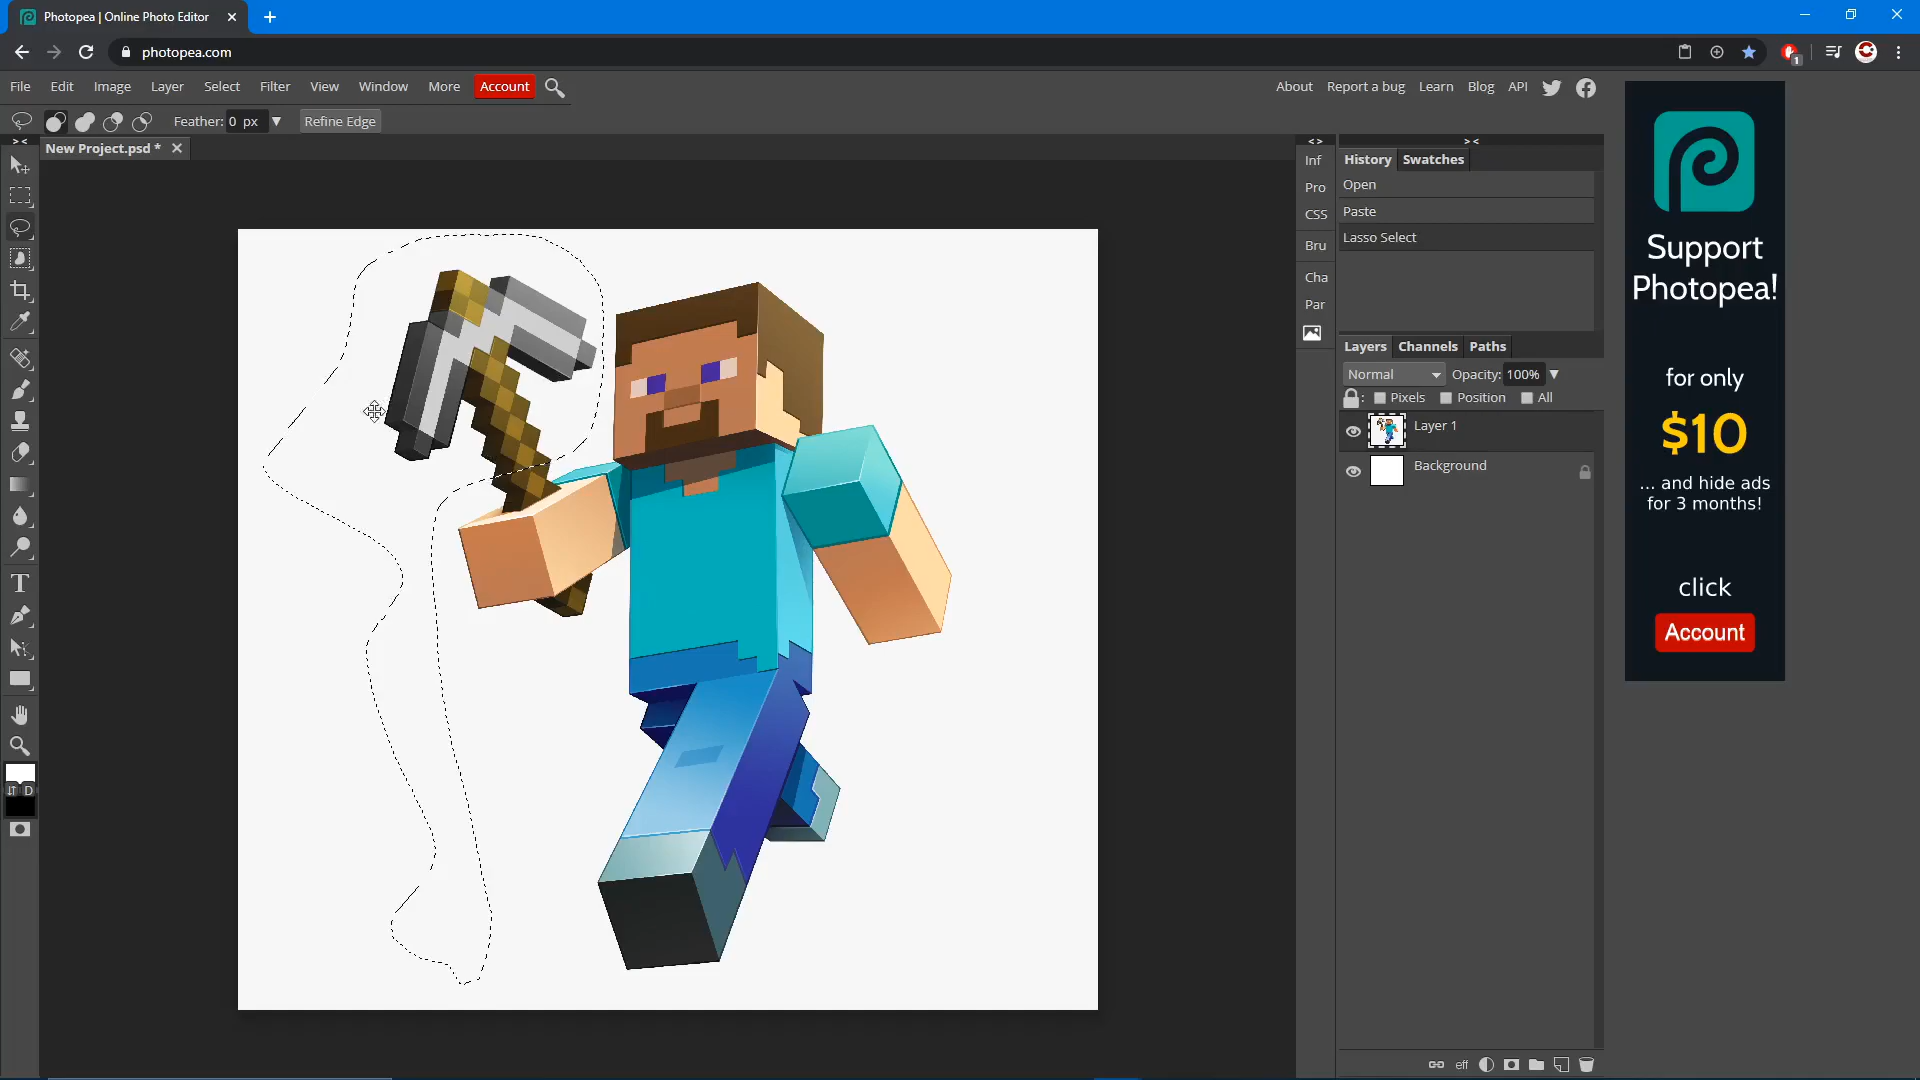 Photopea | Online Photo Editor
photopea.com
1
File Edit Image Layer Select Filter View Window More Account
About Report a bug Learn Blog API
Feather: 0 px Refine Edge
New Project.psd *
Inf
Pro
CSS
Bru
Cha
Par
History Swatches
Open
Paste
Lasso Select
Layers Channels Paths
Normal Opacity: 100%
: Pixels Position All
Layer 1
Background
eff
T
D
Support
Photopea!
for only
$10
... and hide ads
for 3 months!
click
Account